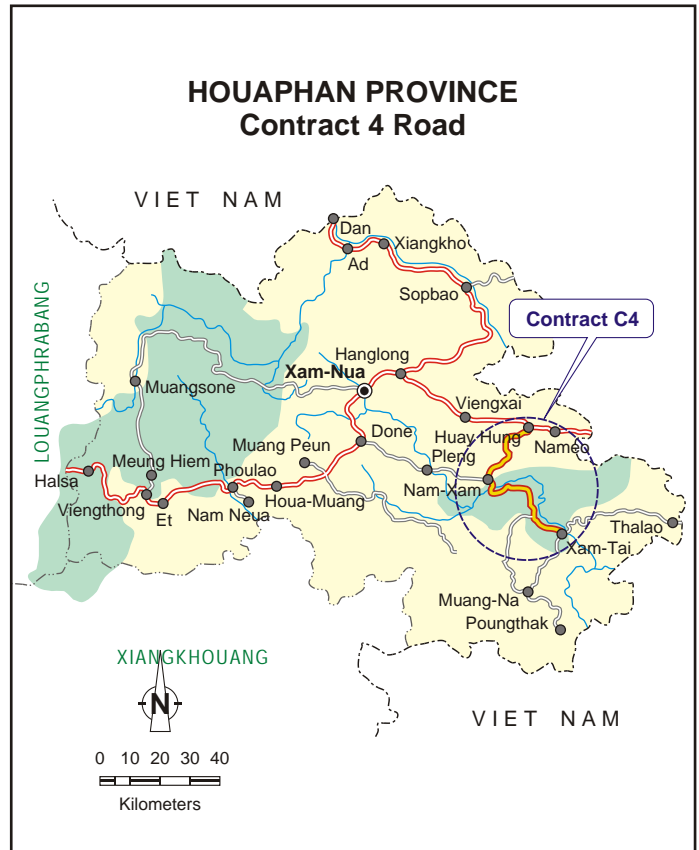 HOUAPHAN PROVINCE
Contract 4 Road
VIET NAM
Dan
Xiangkho
Ad
Sopbao
Contract C4
LOUANGPHRABANG
Hanglong
Xam-Nua
Muangsone
Viengxai
Done
Huay Hung
Nameo
Muang Peun
Pleng
Meung Hiem
Phoulao
Nam-Xam
Halsa
Viengthong
Et
Nam Neua
Houa-Muang
Thalao
Xam-Tai
Muang-Na
Poungthak
XIANGKHOUANG
N
VIET NAM
0 10 20 30 40
Kilometers